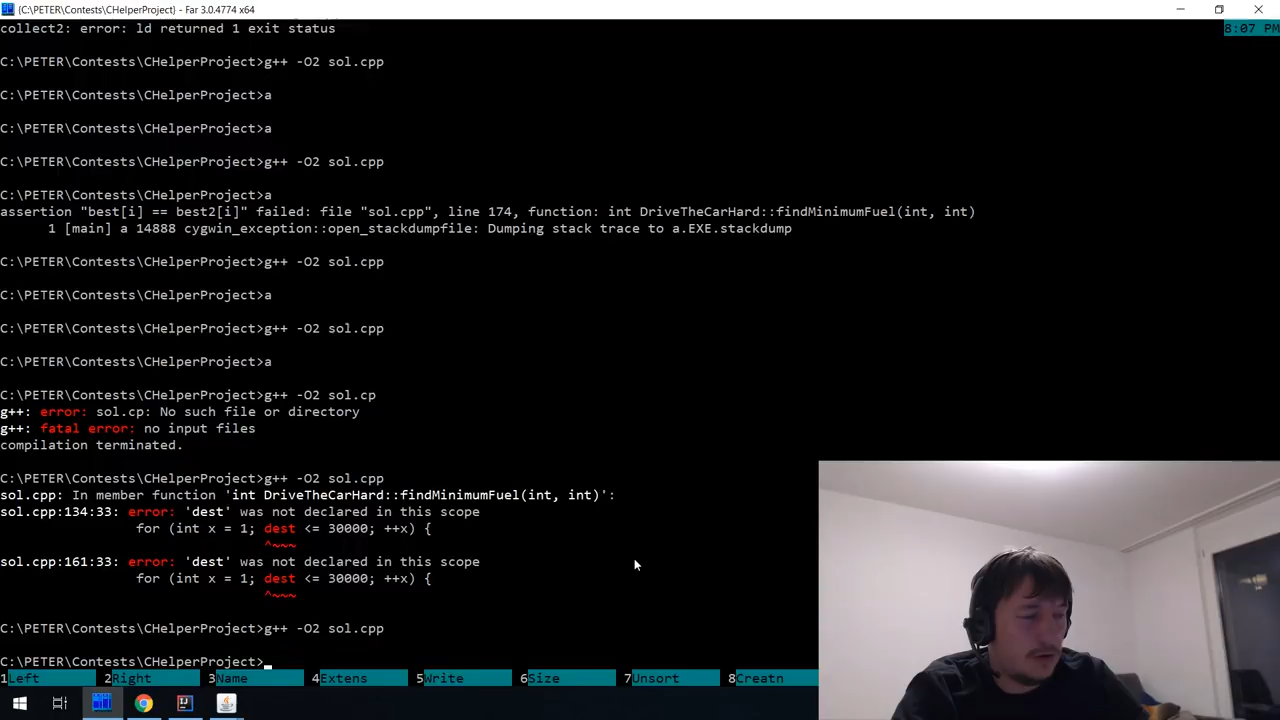 (C:\PETER\Contests\CHelperProject) - Far 3.0.4774 x64
collect2: error: ld returned 1 exit status
8:07 PM
C:\PETER\Contests\CHelperProject>g++ -O2 sol.cpp
C:\PETER\Contests\CHelperProject>a
C:\PETER\Contests\CHelperProject>a
C:\PETER\Contests\CHelperProject>g++ -O2 sol.cpp
C:\PETER\Contests\CHelperProject>a
assertion "best[i] == best2[i]" failed: file "sol.cpp", line 174, function: int DriveTheCarHard::findMinimumFuel(int, int)
1 [main] a 14888 cygwin_exception::open_stackdumpfile: Dumping stack trace to a.EXE.stackdump
C:\PETER\Contests\CHelperProject>g++ -O2 sol.cpp
C:\PETER\Contests\CHelperProject>a
C:\PETER\Contests\CHelperProject>g++ -O2 sol.cpp
C:\PETER\Contests\CHelperProject>a
C:\PETER\Contests\CHelperProject>g++ -O2 sol.cp
g++: error: sol.cp: No such file or directory
g++: fatal error: no input files
compilation terminated.
C:\PETER\Contests\CHelperProject>g++ -O2 sol.cpp
sol.cpp: In member function 'int DriveTheCarHard::findMinimumFuel(int, int)':
sol.cpp:134:33: error: 'dest' was not declared in this scope
for (int x = 1; dest <= 30000; ++x) {
^~~~
sol.cpp:161:33: error: 'dest' was not declared in this scope
for (int x = 1; dest <= 30000; ++x) {
^~~~
C:\PETER\Contests\CHelperProject>g++ -O2 sol.cpp
C:\PETER\Contests\CHelperProject>
1Left 2Right 3Name 4Extens 5Write 6Size 7Unsort 8Creatn